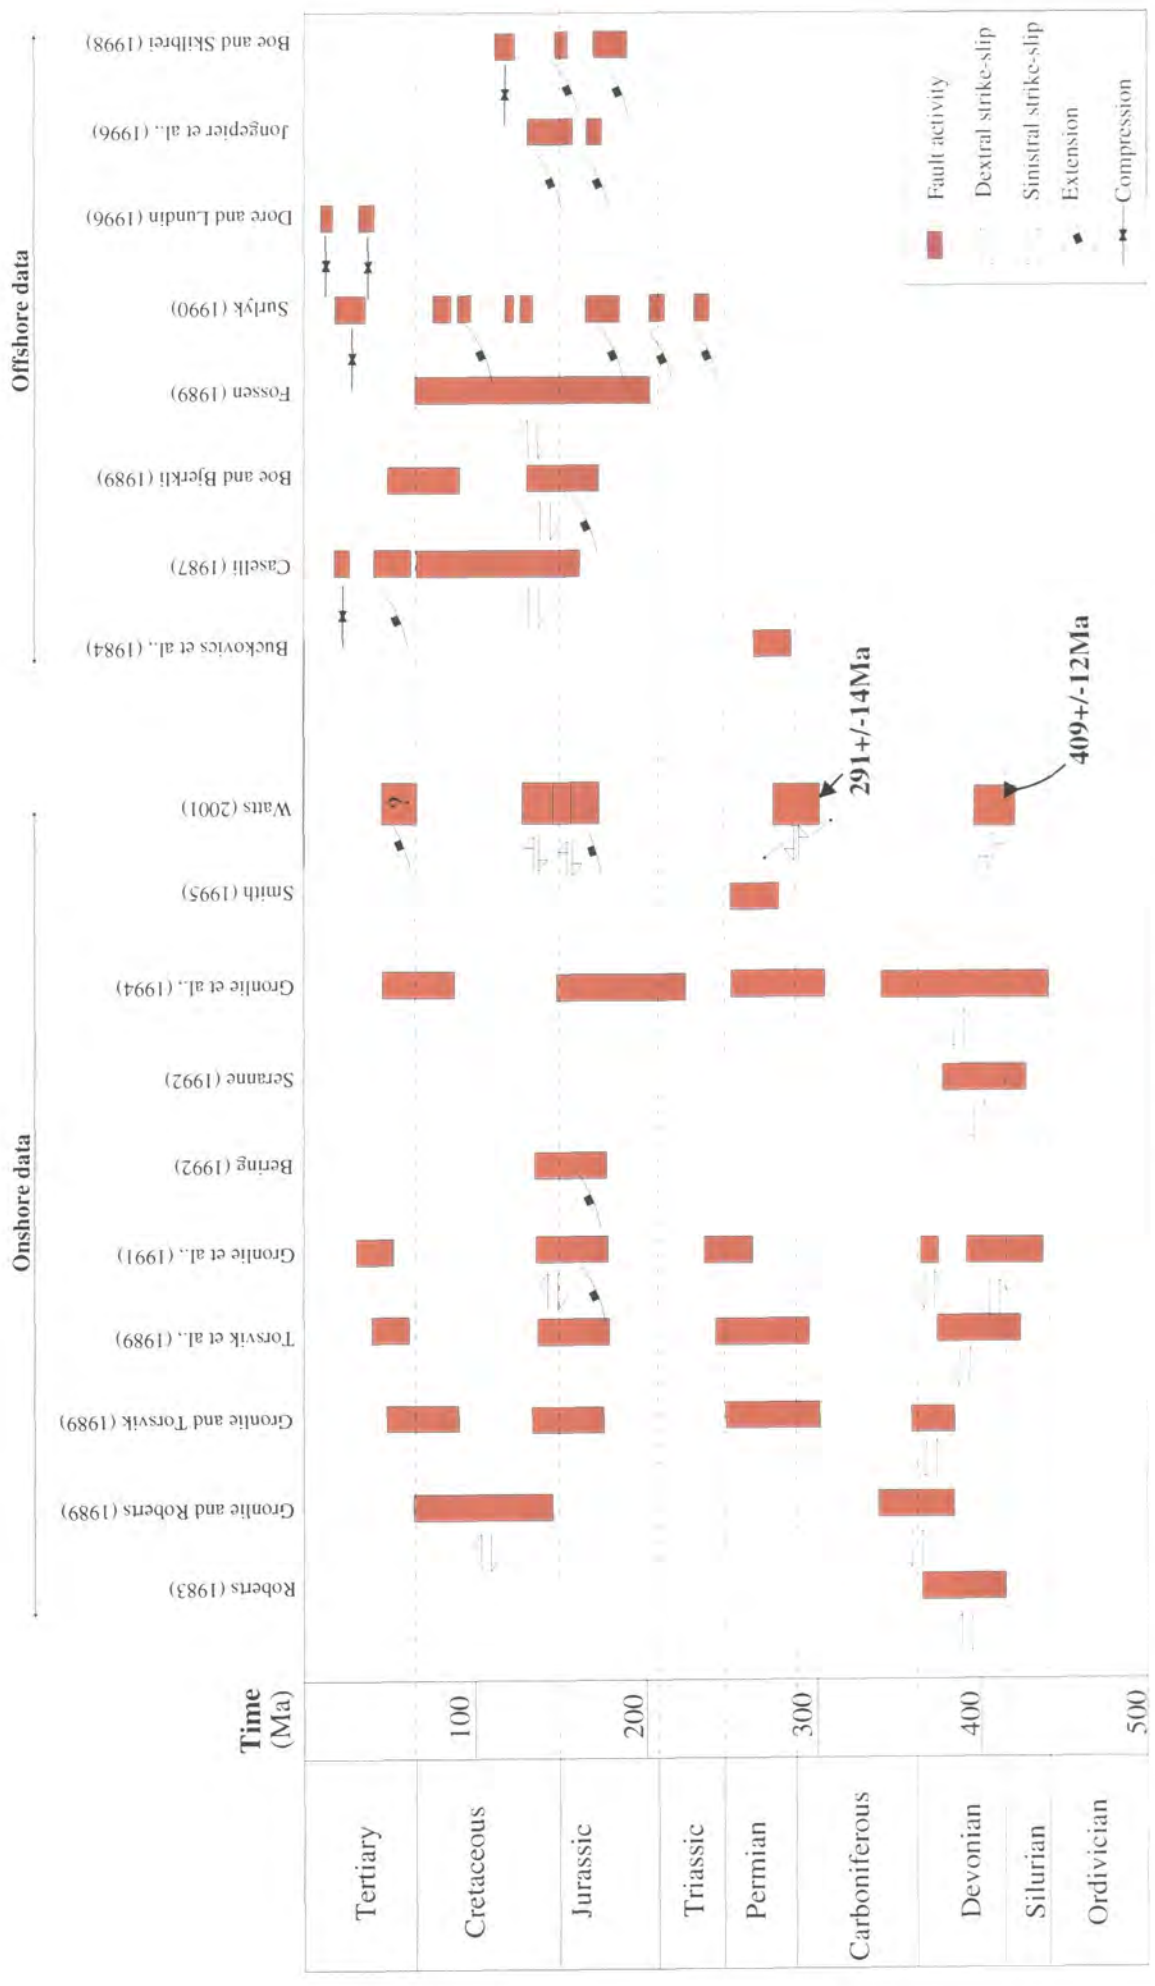 Onshore data
Offshore data
Time
(Ma)
Roberts (1983)
Gronlie and Roberts (1989)
Gronlie and Torsvik (1989)
Torsvik et al., (1989)
Gronlie et al., (1991)
Bering (1992)
Seranne (1992)
Gronlie et al., (1994)
Smith (1995)
Watts (2001)
Buckovics et al., (1984)
Caselli (1987)
Boe and Bjerkli (1989)
Fossen (1989)
Surlyk (1990)
Dore and Lundin (1996)
Jongepier et al., (1996)
Boe and Skilbrei (1998)
Tertiary
Cretaceous
Jurassic
Triassic
Permian
Carboniferous
Devonian
Silurian
Ordivician
100
200
300
400
500
?
291+/-14Ma
409+/-12Ma
Fault activity
Dextral strike-slip
Sinistral strike-slip
Extension
Compression